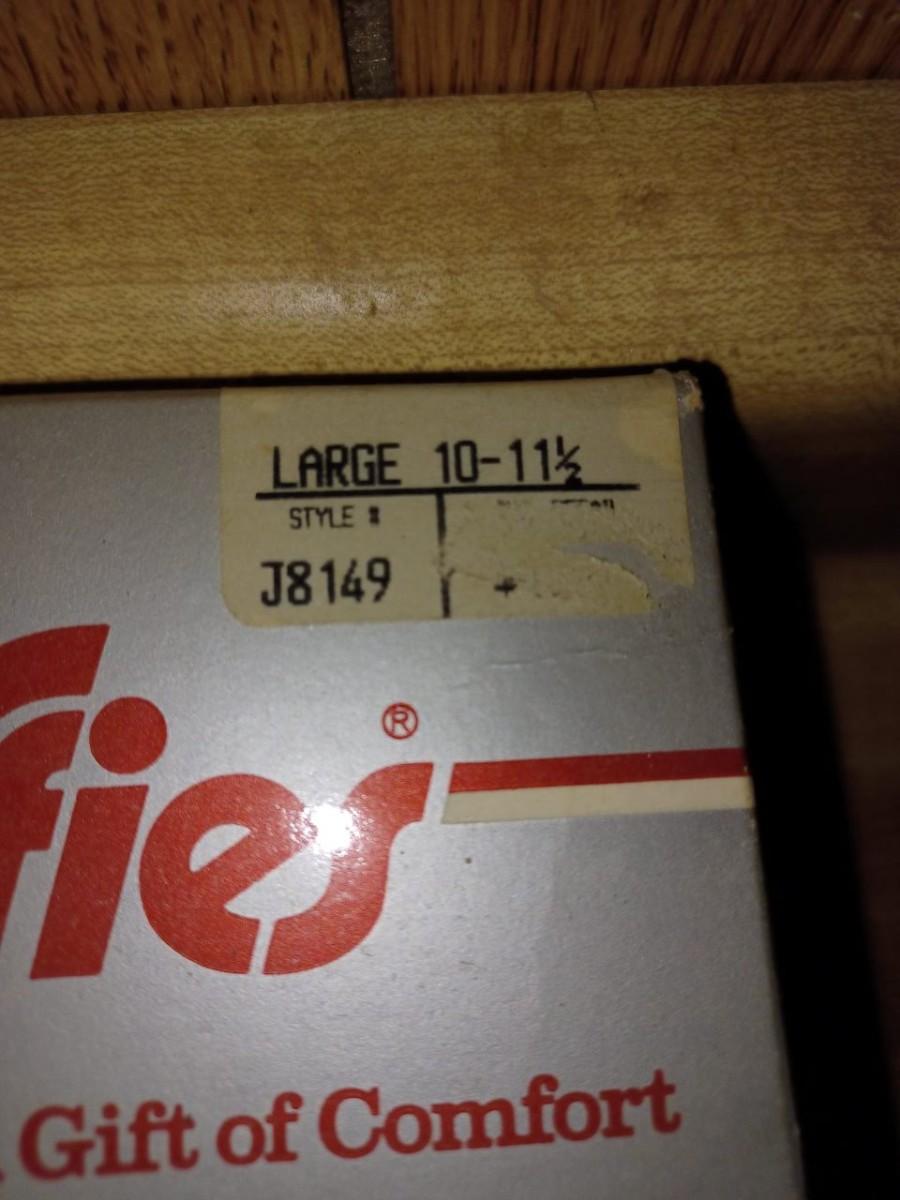 LARGE 10-11½
STYLE #
J8149
fies®
Gift of Comfort